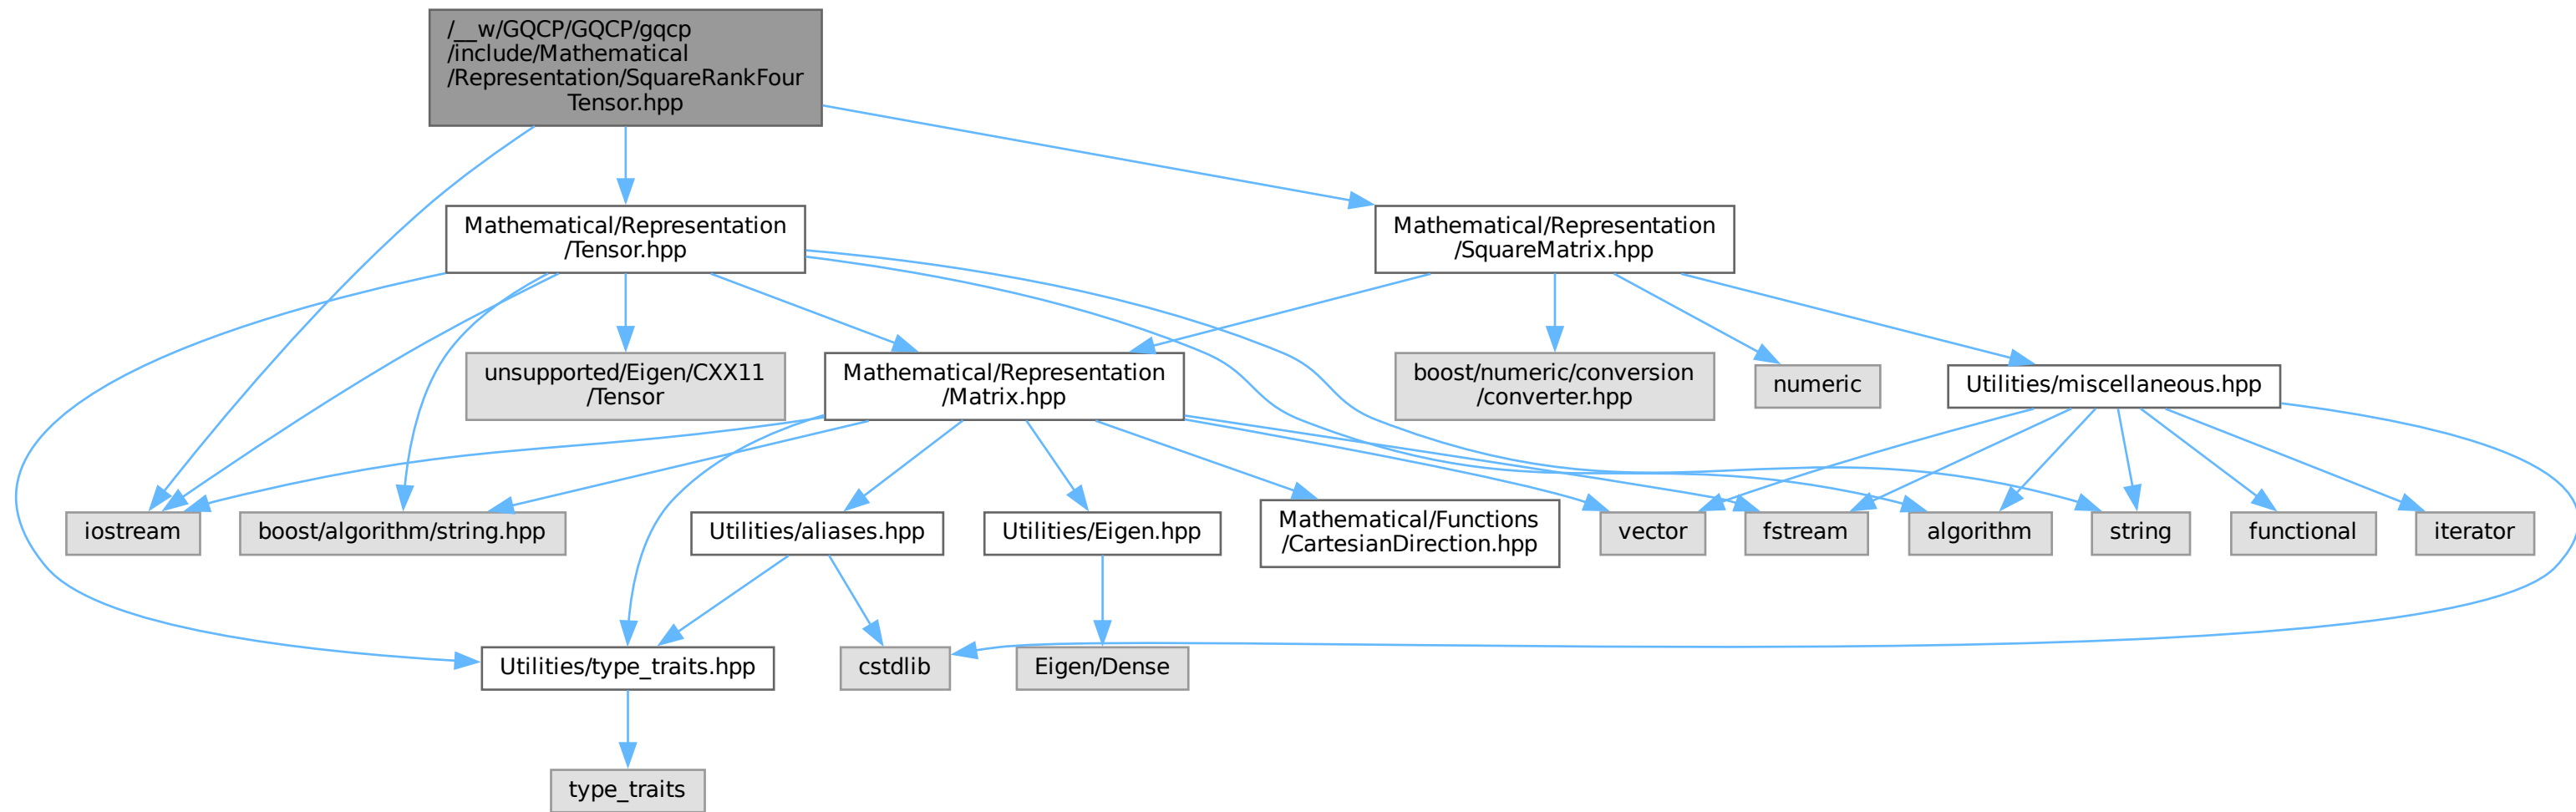 /__w/GQCP/GQCP/gqcp
/include/Mathematical
/Representation/SquareRankFour
Tensor.hpp
Mathematical/Representation
/Tensor.hpp
Mathematical/Representation
/SquareMatrix.hpp
unsupported/Eigen/CXX11
/Tensor
Mathematical/Representation
/Matrix.hpp
boost/numeric/conversion
/converter.hpp
numeric
Utilities/miscellaneous.hpp
iostream
boost/algorithm/string.hpp
Utilities/aliases.hpp
Utilities/Eigen.hpp
Mathematical/Functions
/CartesianDirection.hpp
vector
fstream
algorithm
string
functional
iterator
Utilities/type_traits.hpp
cstdlib
Eigen/Dense
type_traits